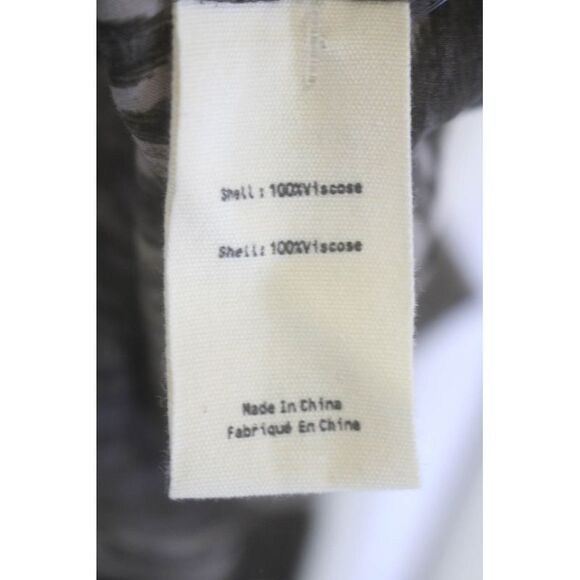 Shell: 100%Viscose
Shell: 100%Viscose
Made In China
Fabriqué En China